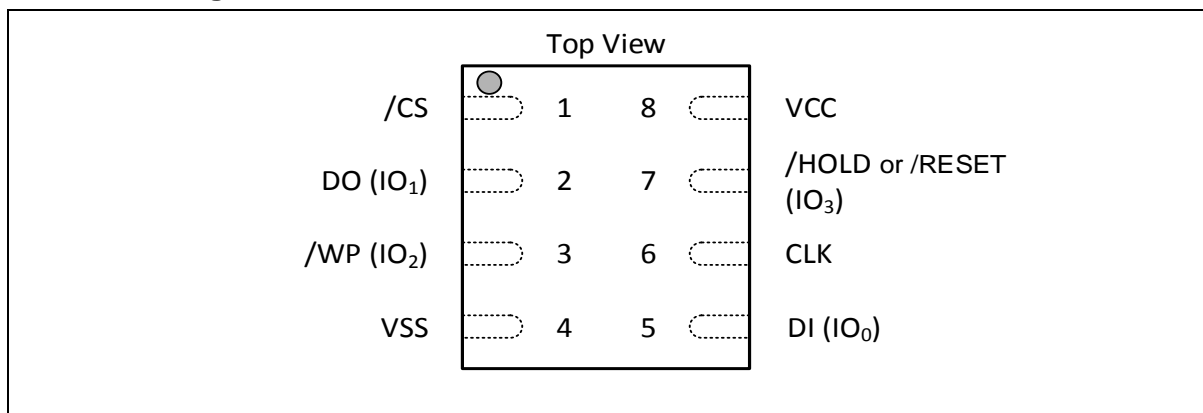 Top View
/CS 1 8 VCC
DO (IO₁) 2 7 /HOLD or /RESET
(IO₃)
/WP (IO₂) 3 6 CLK
VSS 4 5 DI (IO₀)